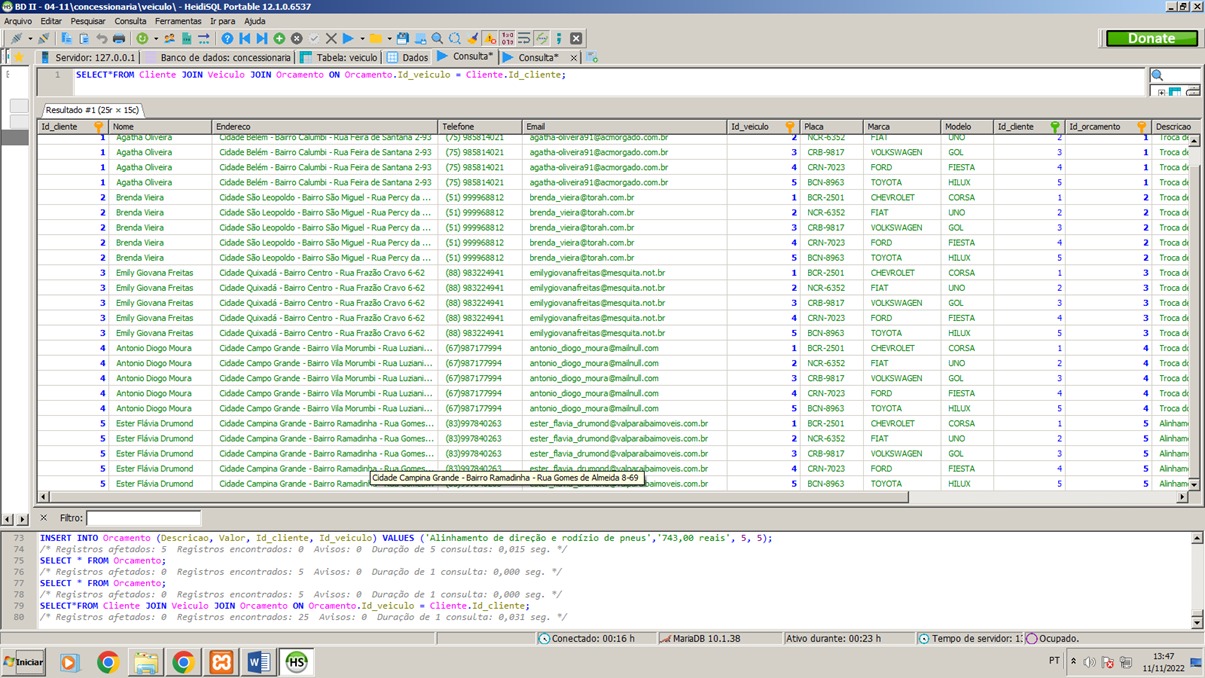 BD II - 04-11\concessionaria\veiculo\ - HeidiSQL Portable 12.1.0.6537
Arquivo Editar Pesquisar Consulta Ferramentas Ir para Ajuda
Donate
Servidor: 127.0.0.1 Banco de dados: concessionaria Tabela: veiculo Dados Consulta* Consulta*
1 SELECT*FROM Cliente JOIN Veiculo JOIN Orcamento ON Orcamento.Id_veiculo = Cliente.Id_cliente;
Resultado #1 (25r × 15c)
Id_cliente Nome Endereco Telefone Email Id_veiculo Placa Marca Modelo Id_cliente Id_orcamento Descricao
1 Agatha Oliveira Cidade Belém - Bairro Calumbi - Rua Feira de Santana 2-93 (75) 985814021 agatha-oliveira91@acmorgado.com.br 2 NCR-6352 FIAT UNO 2 1 Troca de
1 Agatha Oliveira Cidade Belém - Bairro Calumbi - Rua Feira de Santana 2-93 (75) 985814021 agatha-oliveira91@acmorgado.com.br 3 CRB-9817 VOLKSWAGEN GOL 3 1 Troca de
1 Agatha Oliveira Cidade Belém - Bairro Calumbi - Rua Feira de Santana 2-93 (75) 985814021 agatha-oliveira91@acmorgado.com.br 4 CRN-7023 FORD FIESTA 4 1 Troca de
1 Agatha Oliveira Cidade Belém - Bairro Calumbi - Rua Feira de Santana 2-93 (75) 985814021 agatha-oliveira91@acmorgado.com.br 5 BCN-8963 TOYOTA HILUX 5 1 Troca de
2 Brenda Vieira Cidade São Leopoldo - Bairro São Miguel - Rua Percy da ... (51) 999968812 brenda_vieira@torah.com.br 1 BCR-2501 CHEVROLET CORSA 1 2 Troca de
2 Brenda Vieira Cidade São Leopoldo - Bairro São Miguel - Rua Percy da ... (51) 999968812 brenda_vieira@torah.com.br 2 NCR-6352 FIAT UNO 2 2 Troca de
2 Brenda Vieira Cidade São Leopoldo - Bairro São Miguel - Rua Percy da ... (51) 999968812 brenda_vieira@torah.com.br 3 CRB-9817 VOLKSWAGEN GOL 3 2 Troca de
2 Brenda Vieira Cidade São Leopoldo - Bairro São Miguel - Rua Percy da ... (51) 999968812 brenda_vieira@torah.com.br 4 CRN-7023 FORD FIESTA 4 2 Troca de
2 Brenda Vieira Cidade São Leopoldo - Bairro São Miguel - Rua Percy da ... (51) 999968812 brenda_vieira@torah.com.br 5 BCN-8963 TOYOTA HILUX 5 2 Troca de
3 Emily Giovana Freitas Cidade Quixadá - Bairro Centro - Rua Frazão Cravo 6-62 (88) 983224941 emilygiovanafreitas@mesquita.not.br 1 BCR-2501 CHEVROLET CORSA 1 3 Troca de
3 Emily Giovana Freitas Cidade Quixadá - Bairro Centro - Rua Frazão Cravo 6-62 (88) 983224941 emilygiovanafreitas@mesquita.not.br 2 NCR-6352 FIAT UNO 2 3 Troca de
3 Emily Giovana Freitas Cidade Quixadá - Bairro Centro - Rua Frazão Cravo 6-62 (88) 983224941 emilygiovanafreitas@mesquita.not.br 3 CRB-9817 VOLKSWAGEN GOL 3 3 Troca de
3 Emily Giovana Freitas Cidade Quixadá - Bairro Centro - Rua Frazão Cravo 6-62 (88) 983224941 emilygiovanafreitas@mesquita.not.br 4 CRN-7023 FORD FIESTA 4 3 Troca de
3 Emily Giovana Freitas Cidade Quixadá - Bairro Centro - Rua Frazão Cravo 6-62 (88) 983224941 emilygiovanafreitas@mesquita.not.br 5 BCN-8963 TOYOTA HILUX 5 3 Troca de
4 Antonio Diogo Moura Cidade Campo Grande - Bairro Vila Morumbi - Rua Luziani... (67)987177994 antonio_diogo_moura@mailnull.com 1 BCR-2501 CHEVROLET CORSA 1 4 Troca do
4 Antonio Diogo Moura Cidade Campo Grande - Bairro Vila Morumbi - Rua Luziani... (67)987177994 antonio_diogo_moura@mailnull.com 2 NCR-6352 FIAT UNO 2 4 Troca do
4 Antonio Diogo Moura Cidade Campo Grande - Bairro Vila Morumbi - Rua Luziani... (67)987177994 antonio_diogo_moura@mailnull.com 3 CRB-9817 VOLKSWAGEN GOL 3 4 Troca do
4 Antonio Diogo Moura Cidade Campo Grande - Bairro Vila Morumbi - Rua Luziani... (67)987177994 antonio_diogo_moura@mailnull.com 4 CRN-7023 FORD FIESTA 4 4 Troca do
4 Antonio Diogo Moura Cidade Campo Grande - Bairro Vila Morumbi - Rua Luziani... (67)987177994 antonio_diogo_moura@mailnull.com 5 BCN-8963 TOYOTA HILUX 5 4 Troca do
5 Ester Flávia Drumond Cidade Campina Grande - Bairro Ramadinha - Rua Gomes... (83)997840263 ester_flavia_drumond@valparaibaimoveis.com.br 1 BCR-2501 CHEVROLET CORSA 1 5 Alinham
5 Ester Flávia Drumond Cidade Campina Grande - Bairro Ramadinha - Rua Gomes... (83)997840263 ester_flavia_drumond@valparaibaimoveis.com.br 2 NCR-6352 FIAT UNO 2 5 Alinham
5 Ester Flávia Drumond Cidade Campina Grande - Bairro Ramadinha - Rua Gomes... (83)997840263 ester_flavia_drumond@valparaibaimoveis.com.br 3 CRB-9817 VOLKSWAGEN GOL 3 5 Alinham
5 Ester Flávia Drumond Cidade Campina Grande - Bairro Ramadinha - Rua Gomes... (83)997840263 ester_flavia_drumond@valparaibaimoveis.com.br 4 CRN-7023 FORD FIESTA 4 5 Alinham
Cidade Campina Grande - Bairro Ramadinha - Rua Gomes de Almeida 8-69
5 Ester Flávia Drumond Cidade Campina Grande - Bairro Ramadinha - Rua Gomes... (83)997840263 ester_flavia_drumond@valparaibaimoveis.com.br 5 BCN-8963 TOYOTA HILUX 5 5 Alinham
Filtro:
73 INSERT INTO Orcamento (Descricao, Valor, Id_cliente, Id_veiculo) VALUES ('Alinhamento de direção e rodízio de pneus','743,00 reais', 5, 5);
74 /* Registros afetados: 5 Registros encontrados: 0 Avisos: 0 Duração de 5 consultas: 0,015 seg. */
75 SELECT * FROM Orcamento;
76 /* Registros afetados: 0 Registros encontrados: 5 Avisos: 0 Duração de 1 consulta: 0,000 seg. */
77 SELECT * FROM Orcamento;
78 /* Registros afetados: 0 Registros encontrados: 5 Avisos: 0 Duração de 1 consulta: 0,000 seg. */
79 SELECT*FROM Cliente JOIN Veiculo JOIN Orcamento ON Orcamento.Id_veiculo = Cliente.Id_cliente;
80 /* Registros afetados: 0 Registros encontrados: 25 Avisos: 0 Duração de 1 consulta: 0,031 seg. */
Conectado: 00:16 h MariaDB 10.1.38 Ativo durante: 00:23 h Tempo de servidor: 13 Ocupado.
Iniciar PT 13:47
11/11/2022